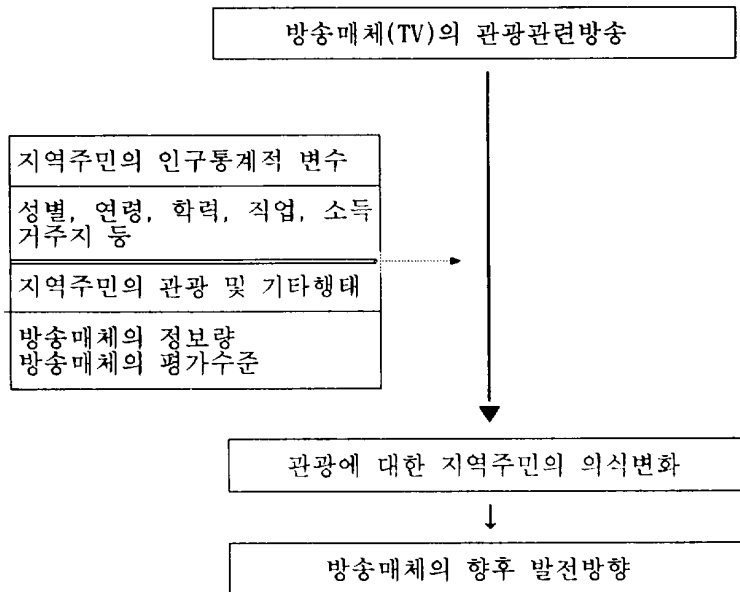 방송매체(TV)의 관광관련방송
지역주민의 인구통계적 변수
성별, 연령, 학력, 직업, 소득
거주지 등
지역주민의 관광 및 기타행태
방송매체의 정보량
방송매체의 평가수준
관광에 대한 지역주민의 의식변화
↓
방송매체의 향후 발전방향